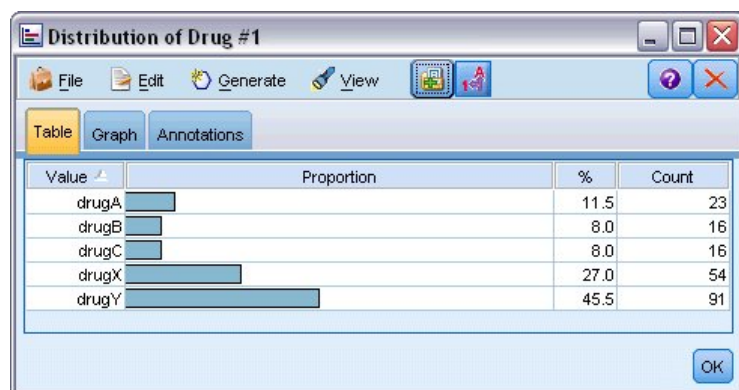 Distribution of Drug #1
File Edit Generate View
Table Graph Annotations
Value Proportion % Count
drugA 11.5 23
drugB 8.0 16
drugC 8.0 16
drugX 27.0 54
drugY 45.5 91
OK